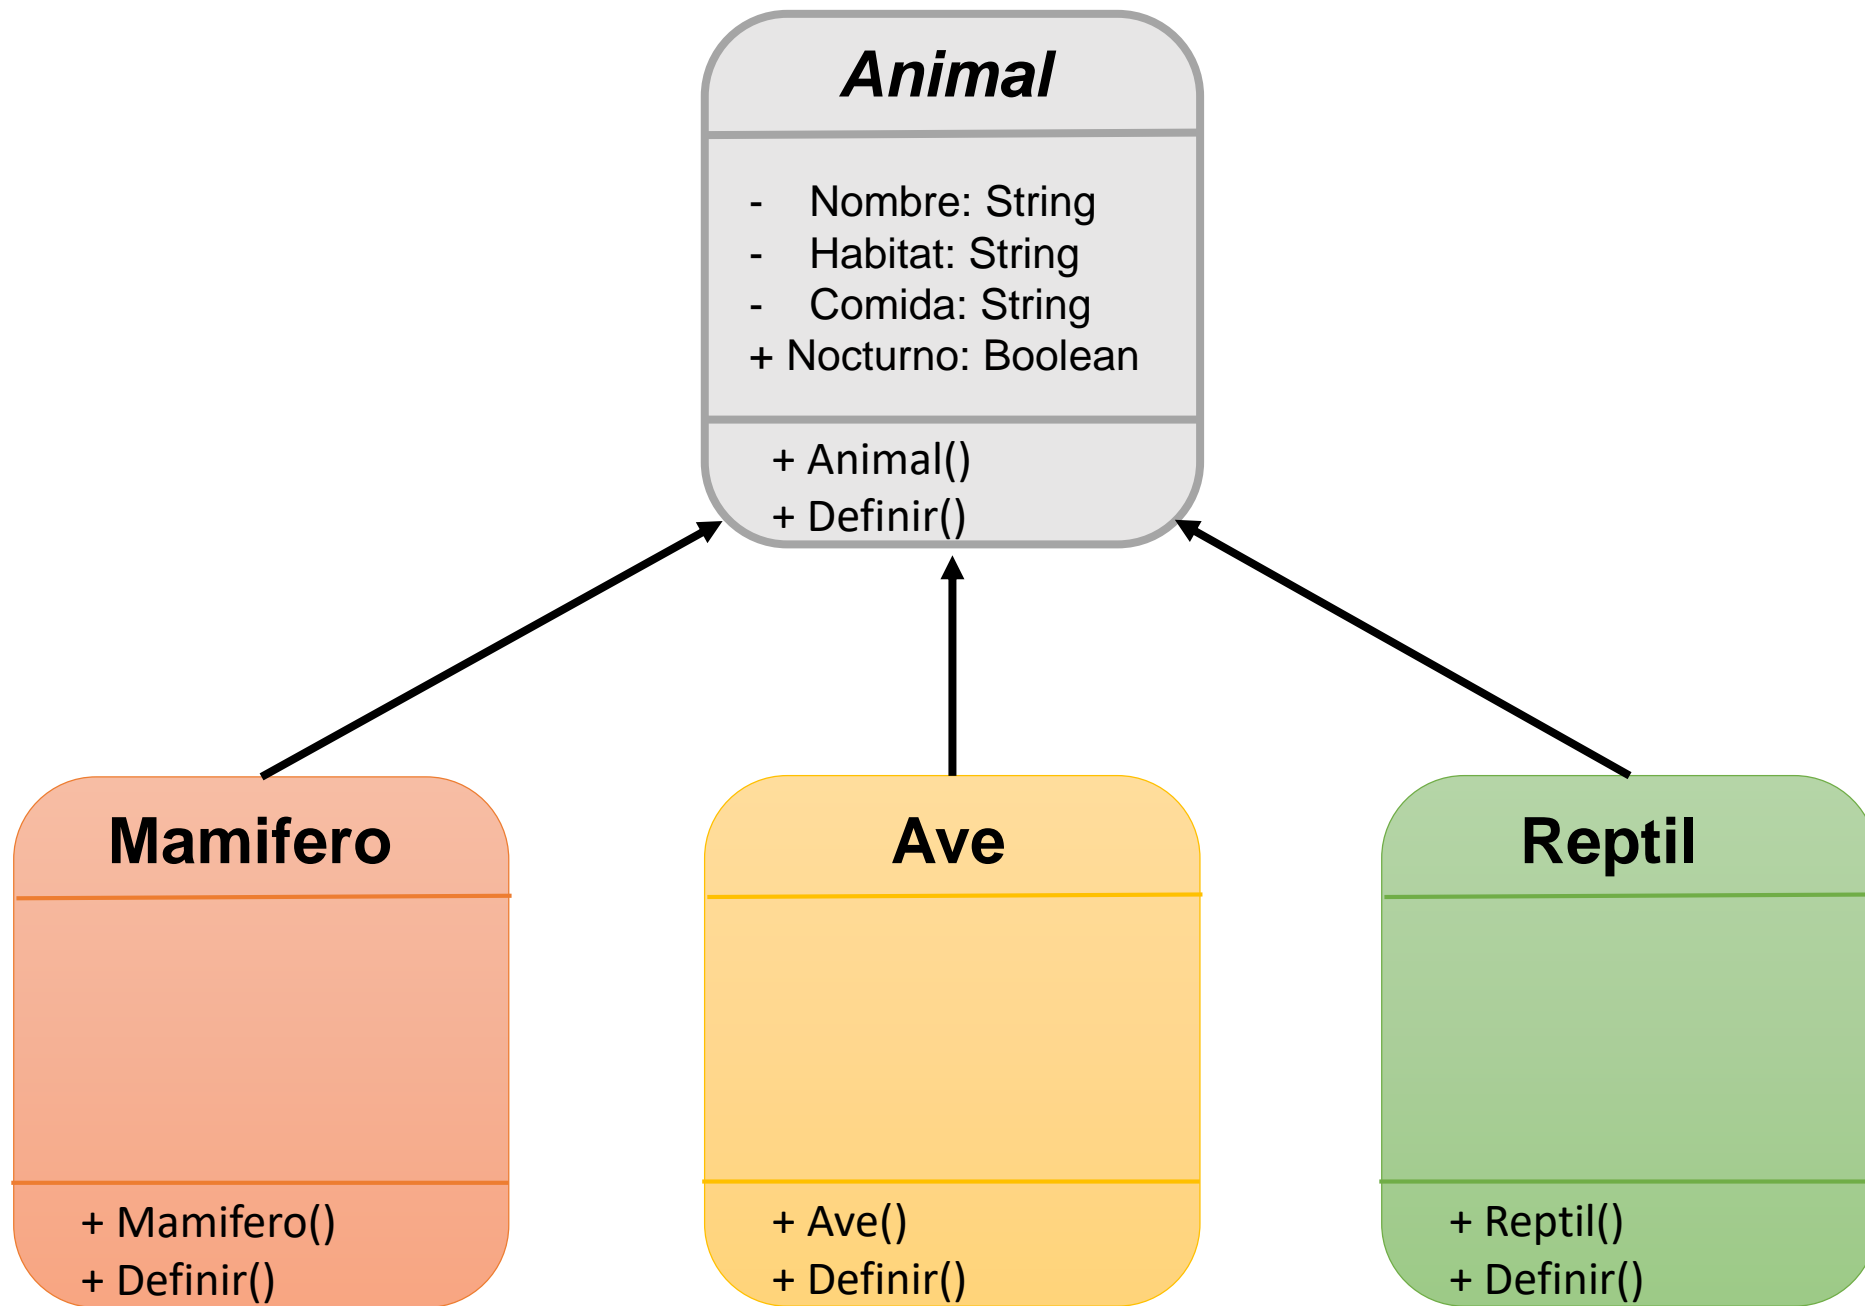 Animal
- Nombre: String
- Habitat: String
- Comida: String
+ Nocturno: Boolean
+ Animal()
+ Definir()
Mamifero
+ Mamifero()
+ Definir()
Ave
+ Ave()
+ Definir()
Reptil
+ Reptil()
+ Definir()